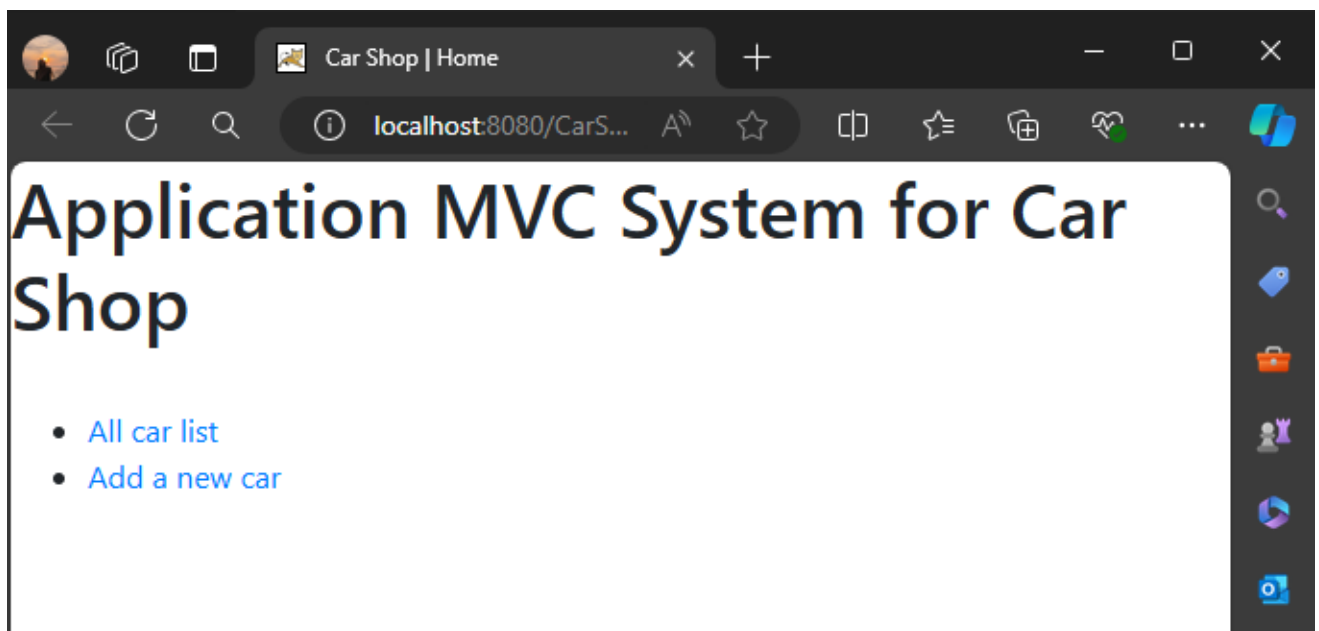 Car Shop | Home
localhost:8080/CarS...
Application MVC System for Car
Shop
All car list
Add a new car